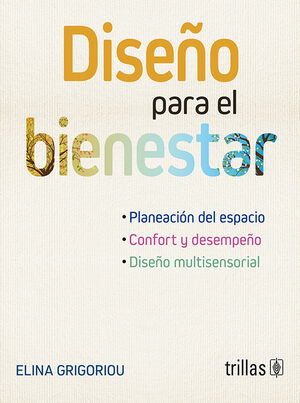 Diseño
para el
bienestar
• Planeación del espacio
• Confort y desempeño
• Diseño multisensorial
ELINA GRIGORIOU
trillas